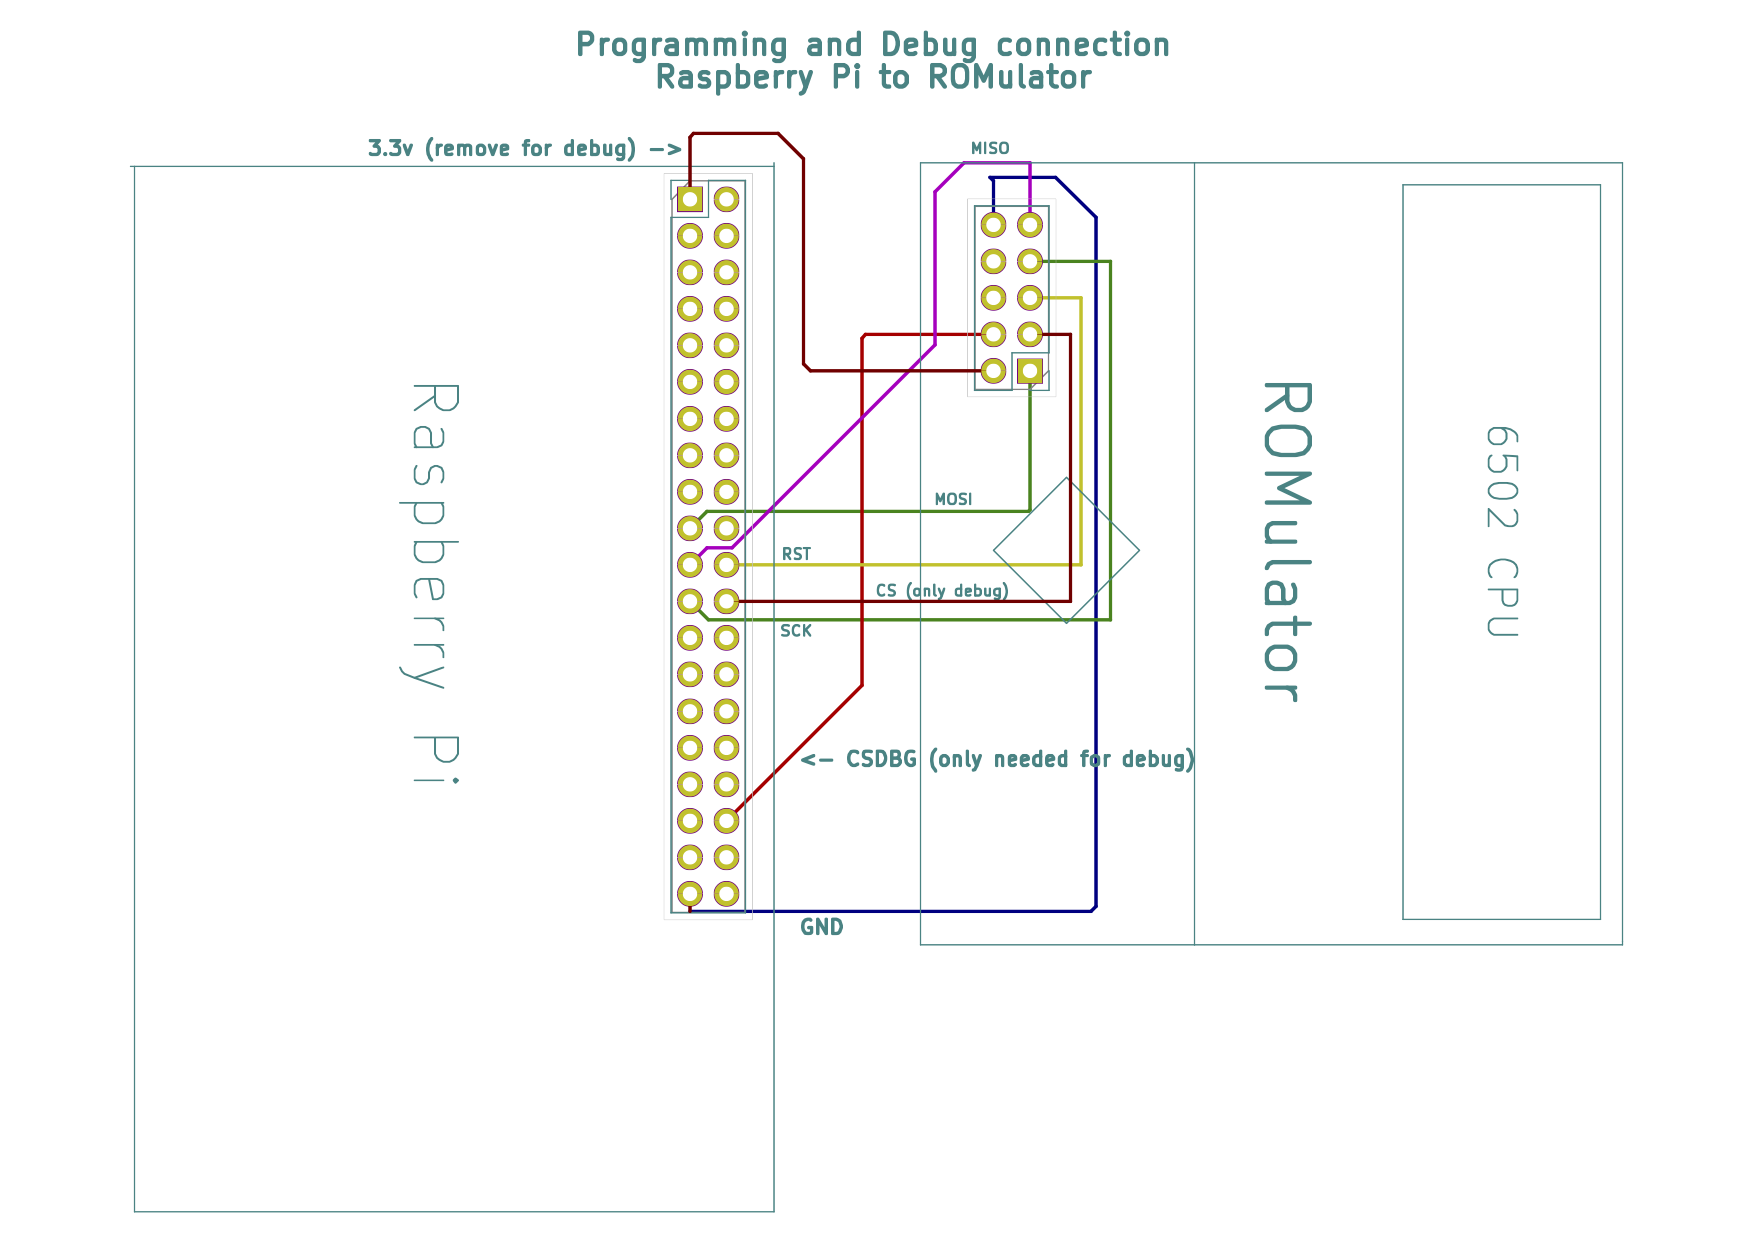 Programming and Debug connection
Raspberry Pi to ROMulator
3.3v (remove for debug) ->
MISO
Raspberry Pi
ROMulator
6502 CPU
MOSI
RST
CS (only debug)
SCK
<- CSDBG (only needed for debug)
GND